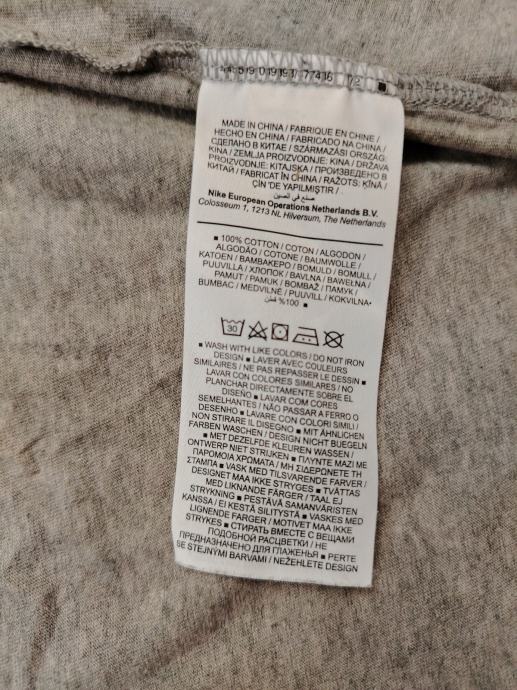 MADE IN CHINA / FABRIQUE EN CHINE /
HECHO EN CHINA / FABRICADO NA CHINA /
СДЕЛАНО В КИТАЕ / SZÁRMAZÁSI ORSZÁG:
KÍNA / ZEMLJA PROIZVODNJE: KINA / DRŽAVA
PROIZVODNJE: KITAJSKA / ПРОИЗВЕДЕНО В
КИТАЙ / FABRICAT ÎN CHINA / RAŽOTS: ĶĪNA /
ÇİN'DE YAPILMIŞTIR /
صنع في الصين
Nike European Operations Netherlands B.V.
Colosseum 1, 1213 NL Hilversum, The Netherlands
■ 100% COTTON / COTON / ALGODON /
ALGODÃO / COTONE / BAUMWOLLE /
KATOEN / ΒΑΜΒΑΚΕΡΟ / BOMULD / BOMULL /
PUUVILLA / ХЛОПОК / BAVLNA / BAWEŁNA /
PAMUT / PAMUK / BOMBAŽ / ПАМУК /
BUMBAC / MEDVILNĖ / PUUVILL / KOKVILNA•
100% قطن ■
30
■ WASH WITH LIKE COLORS / DO NOT IRON
DESIGN ■ LAVER AVEC COULEURS
SIMILAIRES / NE PAS REPASSER LE DESSIN ■
LAVAR CON COLORES SIMILARES / NO
PLANCHAR DIRECTAMENTE SOBRE EL
DISEÑO ■ LAVAR COM CORES
SEMELHANTES / NÃO PASSAR A FERRO O
DESENHO ■ LAVARE CON COLORI SIMILI /
NON STIRARE IL DISEGNO ■ MIT ÄHNLICHEN
FARBEN WASCHEN / DESIGN NICHT BUEGELN
■ MET DEZELFDE KLEUREN WASSEN /
ONTWERP NIET STRIJKEN ■ ΠΛΥΝΤΕ ΜΑΖΙ ΜΕ
ΠΑΡΟΜΟΙΑ ΧΡΩΜΑΤΑ / ΜΗ ΣΙΔΕΡΩΝΕΤΕ ΤΗ
ΣΤΑΜΠΑ ■ VASK MED TILSVARENDE FARVER /
DESIGNET MAA IKKE STRYGES ■ TVÄTTAS
MED LIKNANDE FÄRGER / TAAL EJ
STRYKNING ■ PESTÄVÄ SAMANVÄRISTEN
KANSSA / EI KESTÄ SILITYSTÄ ■ VASKES MED
LIGNENDE FARGER / MOTIVET MAA IKKE
STRYKES ■ СТИРАТЬ ВМЕСТЕ С ВЕЩАМИ
ПОДОБНОЙ РАСЦВЕТКИ / НЕ
ПРЕДНАЗНАЧЕНО ДЛЯ ГЛАЖЕНЬЯ ■ PERTE
SE STEJNÝMI BARVAMI / NEŽEHLETE DESIGN